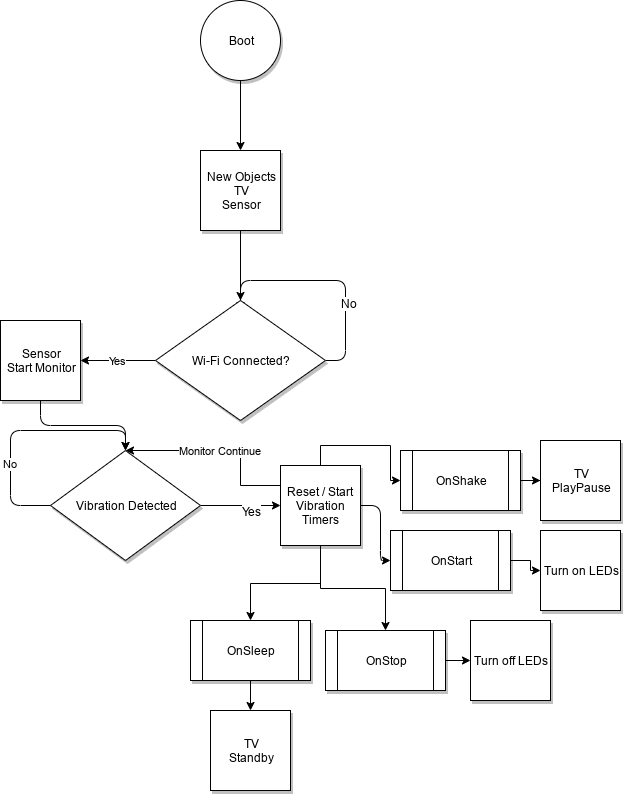 Boot
New Objects
TV
Sensor
No
Wi-Fi Connected?
Yes
Sensor
Start Monitor
No
Vibration Detected
Monitor Continue
Yes
Reset / Start
Vibration
Timers
OnShake
TV
PlayPause
OnStart
Turn on LEDs
OnSleep
OnStop
Turn off LEDs
TV
Standby